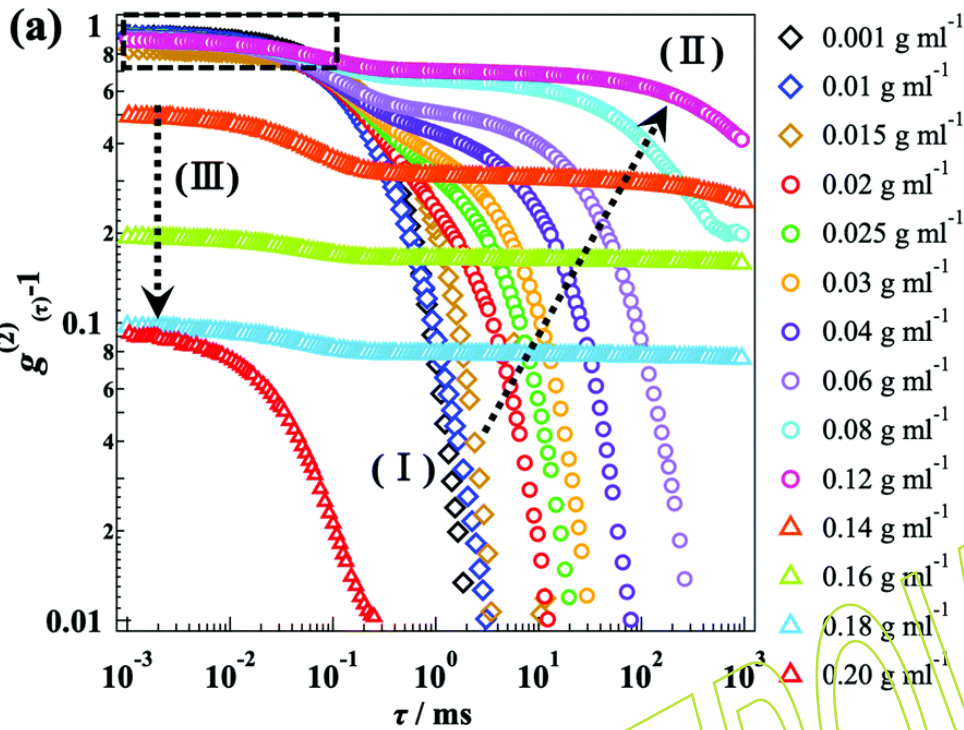 (a)
1
8
6
4
2
0.1
8
6
4
2
0.01
g(2)(τ)-1
(I)
(II)
(III)
10⁻³ 10⁻² 10⁻¹ 10⁰ 10¹ 10² 10³
τ / ms
0.001 g ml⁻¹
0.01 g ml⁻¹
0.015 g ml⁻¹
0.02 g ml⁻¹
0.025 g ml⁻¹
0.03 g ml⁻¹
0.04 g ml⁻¹
0.06 g ml⁻¹
0.08 g ml⁻¹
0.12 g ml⁻¹
0.14 g ml⁻¹
0.16 g ml⁻¹
0.18 g ml⁻¹
0.20 g ml⁻¹